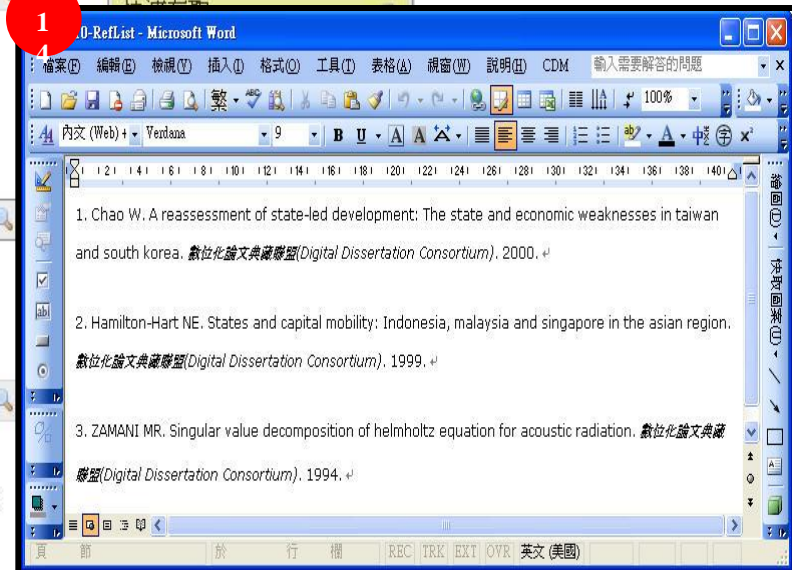 14
10-RefList - Microsoft Word
檔案(F) 編輯(E) 檢視(V) 插入(I) 格式(O) 工具(T) 表格(A) 視窗(W) 說明(H) CDM 輸入需要解答的問題
繁 100%
內文 (Web) + Verdana 9 B U A A 中 字 x²
1. Chao W. A reassessment of state-led development: The state and economic weaknesses in taiwan
and south korea. 數位化論文典藏聯盟(Digital Dissertation Consortium). 2000.
2. Hamilton-Hart NE. States and capital mobility: Indonesia, malaysia and singapore in the asian region.
數位化論文典藏聯盟(Digital Dissertation Consortium). 1999.
3. ZAMANI MR. Singular value decomposition of helmholtz equation for acoustic radiation. 數位化論文典藏
聯盟(Digital Dissertation Consortium). 1994.
繪圖(D) 快取圖案(U)
頁 節 於 行 欄 REC TRK EXT OVR 英文 (美國)